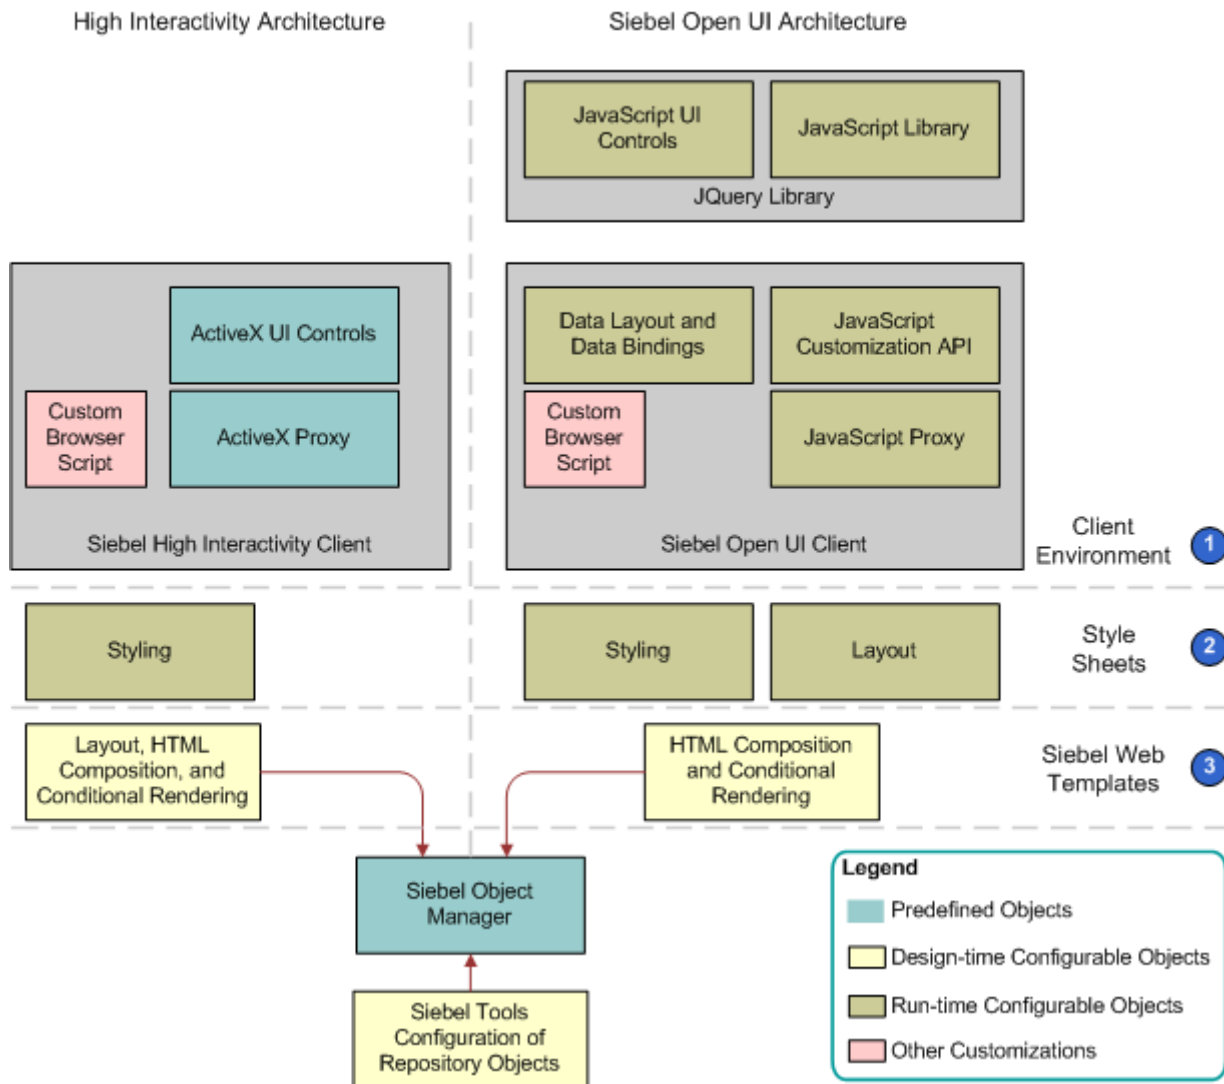 High Interactivity Architecture
Siebel Open UI Architecture
JavaScript UI
Controls
JavaScript Library
JQuery Library
ActiveX UI Controls
Custom
Browser
Script
ActiveX Proxy
Siebel High Interactivity Client
Data Layout and
Data Bindings
JavaScript
Customization API
Custom
Browser
Script
JavaScript Proxy
Siebel Open UI Client
Client
Environment
1
Styling
Styling
Layout
Style
Sheets
2
Layout, HTML
Composition, and
Conditional Rendering
HTML Composition
and Conditional
Rendering
Siebel Web
Templates
3
Siebel Object
Manager
Siebel Tools
Configuration of
Repository Objects
Legend
Predefined Objects
Design-time Configurable Objects
Run-time Configurable Objects
Other Customizations